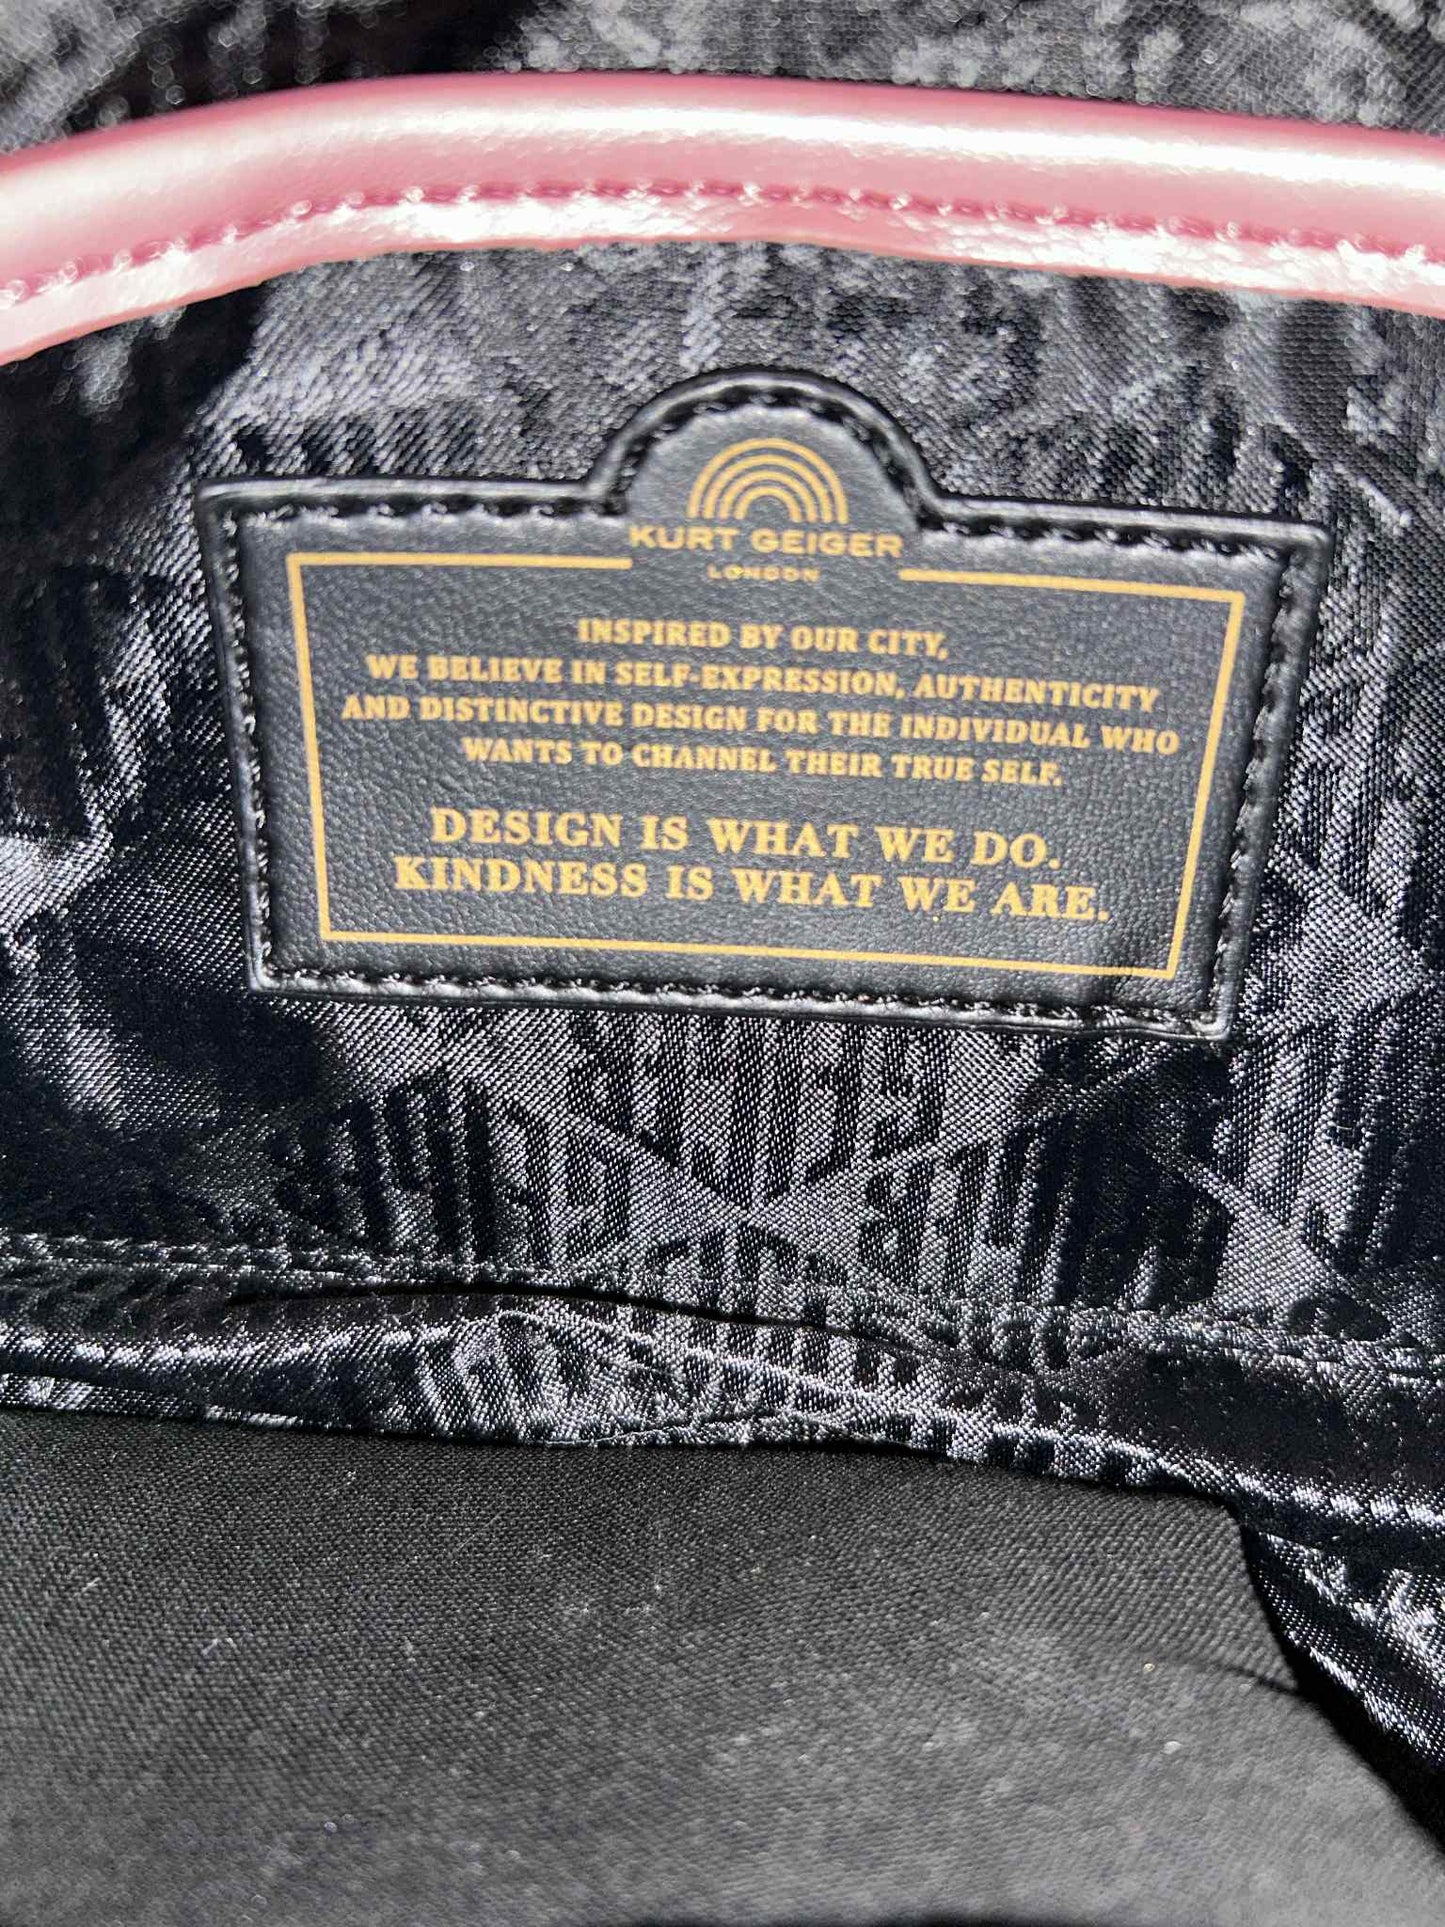 KURT GEIGER
LONDON
INSPIRED BY OUR CITY,
WE BELIEVE IN SELF-EXPRESSION, AUTHENTICITY
AND DISTINCTIVE DESIGN FOR THE INDIVIDUAL WHO
WANTS TO CHANNEL THEIR TRUE SELF.
DESIGN IS WHAT WE DO.
KINDNESS IS WHAT WE ARE.